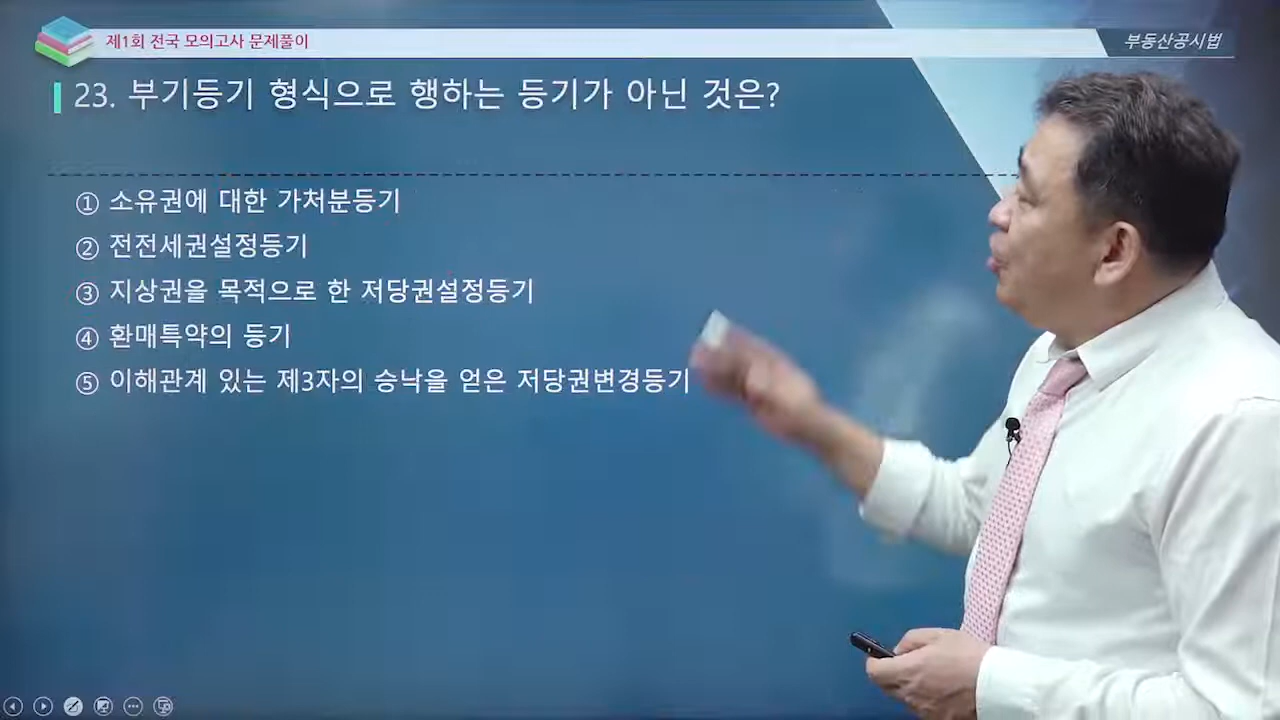 제1회 전국 모의고사 문제풀이
부동산공시법
23. 부기등기 형식으로 행하는 등기가 아닌 것은?
① 소유권에 대한 가처분등기
② 전전세권설정등기
③ 지상권을 목적으로 한 저당권설정등기
④ 환매특약의 등기
⑤ 이해관계 있는 제3자의 승낙을 얻은 저당권변경등기